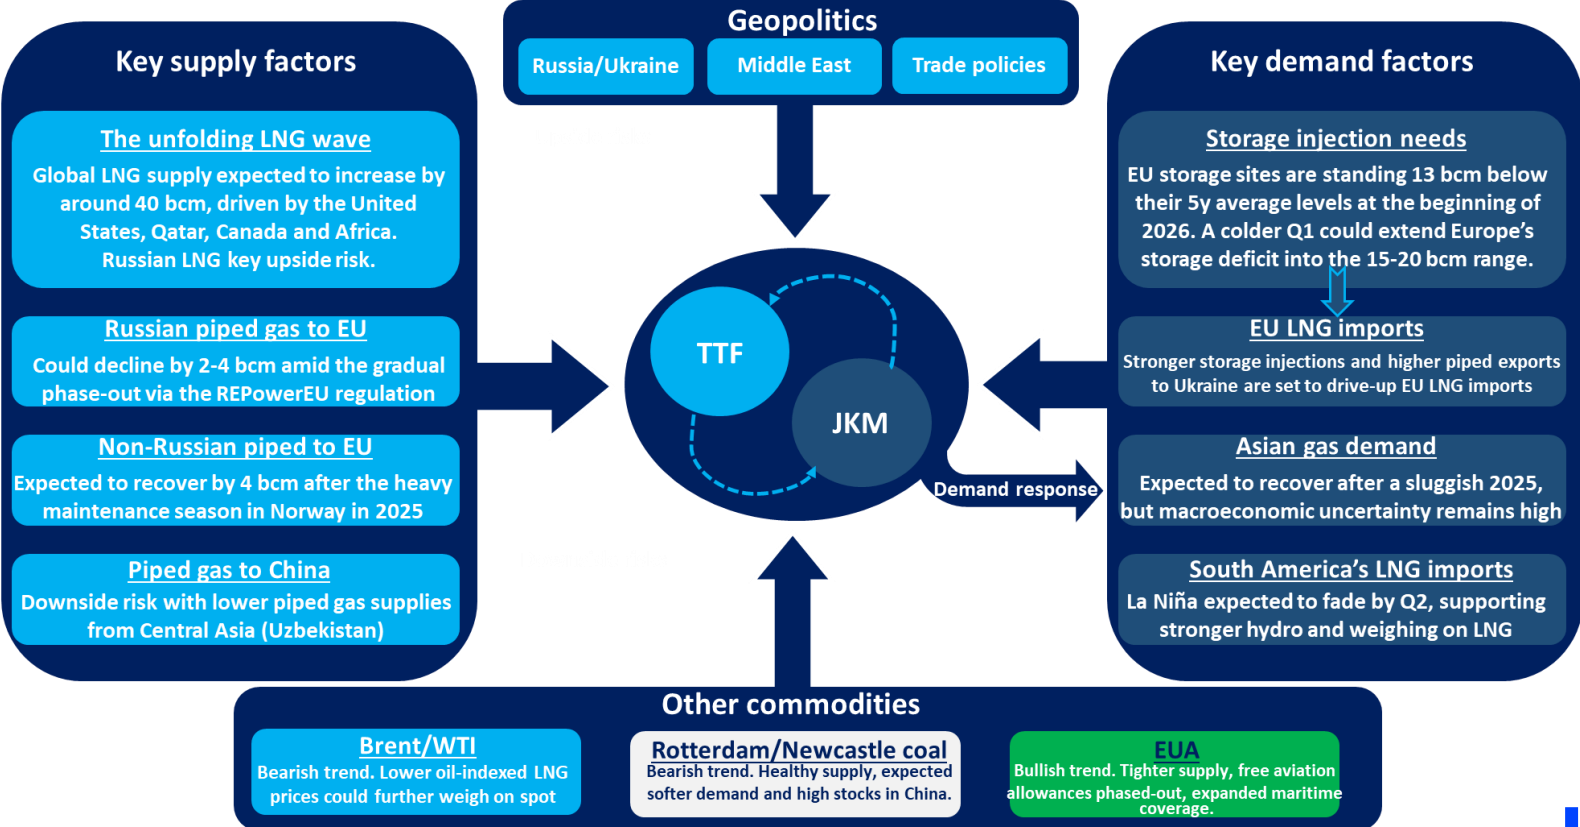 Geopolitics
Russia/Ukraine
Middle East
Trade policies
Key supply factors
The unfolding LNG wave
Global LNG supply expected to increase by
around 40 bcm, driven by the United
States, Qatar, Canada and Africa.
Russian LNG key upside risk.
Russian piped gas to EU
Could decline by 2-4 bcm amid the gradual
phase-out via the REPowerEU regulation
Non-Russian piped to EU
Expected to recover by 4 bcm after the heavy
maintenance season in Norway in 2025
Piped gas to China
Downside risk with lower piped gas supplies
from Central Asia (Uzbekistan)
TTF
JKM
Demand response
Key demand factors
Storage injection needs
EU storage sites are standing 13 bcm below
their 5y average levels at the beginning of
2026. A colder Q1 could extend Europe's
storage deficit into the 15-20 bcm range.
EU LNG imports
Stronger storage injections and higher piped exports
to Ukraine are set to drive-up EU LNG imports
Asian gas demand
Expected to recover after a sluggish 2025,
but macroeconomic uncertainty remains high
South America's LNG imports
La Niña expected to fade by Q2, supporting
stronger hydro and weighing on LNG
Other commodities
Brent/WTI
Bearish trend. Lower oil-indexed LNG
prices could further weigh on spot
Rotterdam/Newcastle coal
Bearish trend. Healthy supply, expected
softer demand and high stocks in China.
EUA
Bullish trend. Tighter supply, free aviation
allowances phased-out, expanded maritime
coverage.